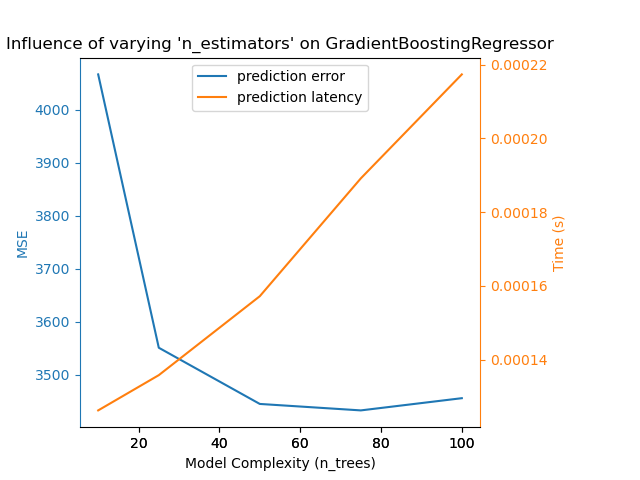 Influence of varying 'n_estimators' on GradientBoostingRegressor
prediction error
prediction latency
MSE
4000
3900
3800
3700
3600
3500
0.00022
0.00020
0.00018
0.00016
0.00014
Time (s)
20 40 60 80 100
Model Complexity (n_trees)